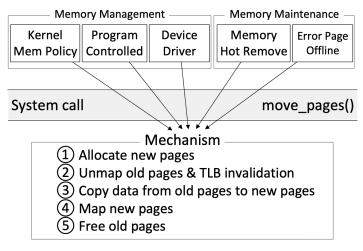 Memory Management
Memory Maintenance
Kernel
Mem Policy
Program
Controlled
Device
Driver
Memory
Hot Remove
Error Page
Offline
System call
move_pages()
Mechanism
① Allocate new pages
② Unmap old pages & TLB invalidation
③ Copy data from old pages to new pages
④ Map new pages
⑤ Free old pages